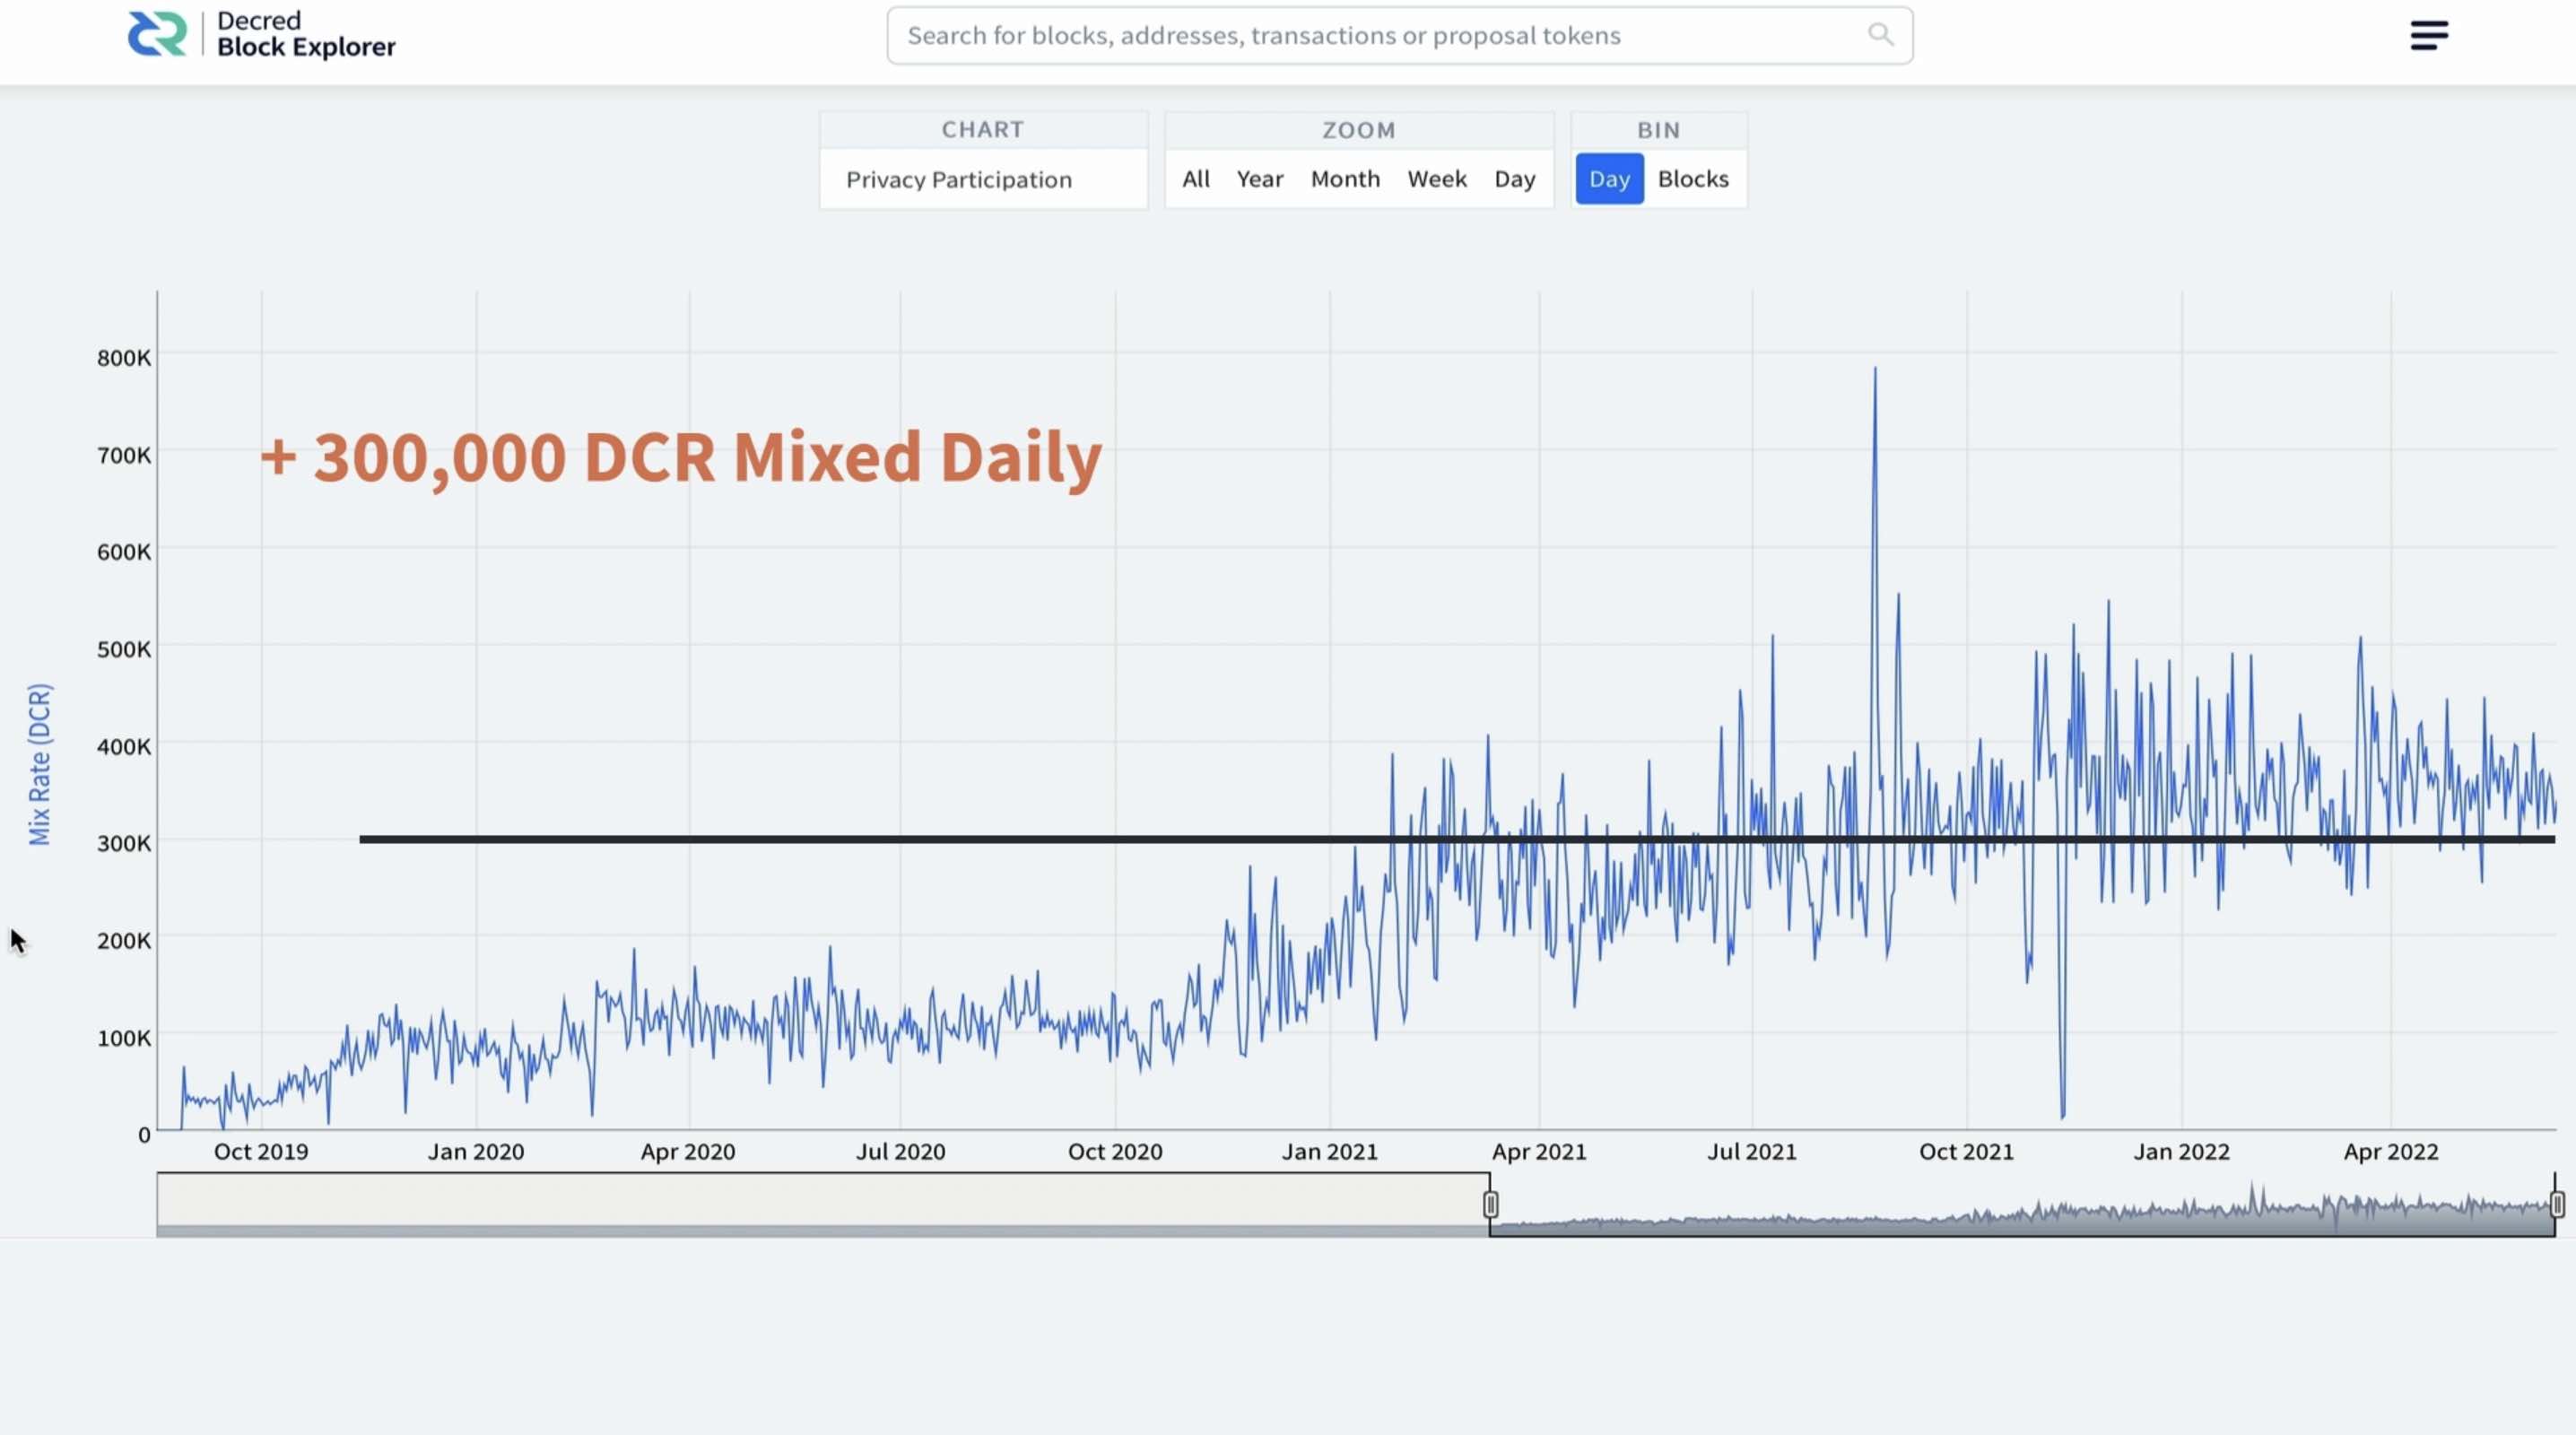 Decred
Block Explorer
Search for blocks, addresses, transactions or proposal tokens
CHART
ZOOM
BIN
Privacy Participation
All Year Month Week Day
Day Blocks
+ 300,000 DCR Mixed Daily
800K
700K
600K
500K
400K
300K
200K
100K
0
Mix Rate (DCR)
Oct 2019 Jan 2020 Apr 2020 Jul 2020 Oct 2020 Jan 2021 Apr 2021 Jul 2021 Oct 2021 Jan 2022 Apr 2022